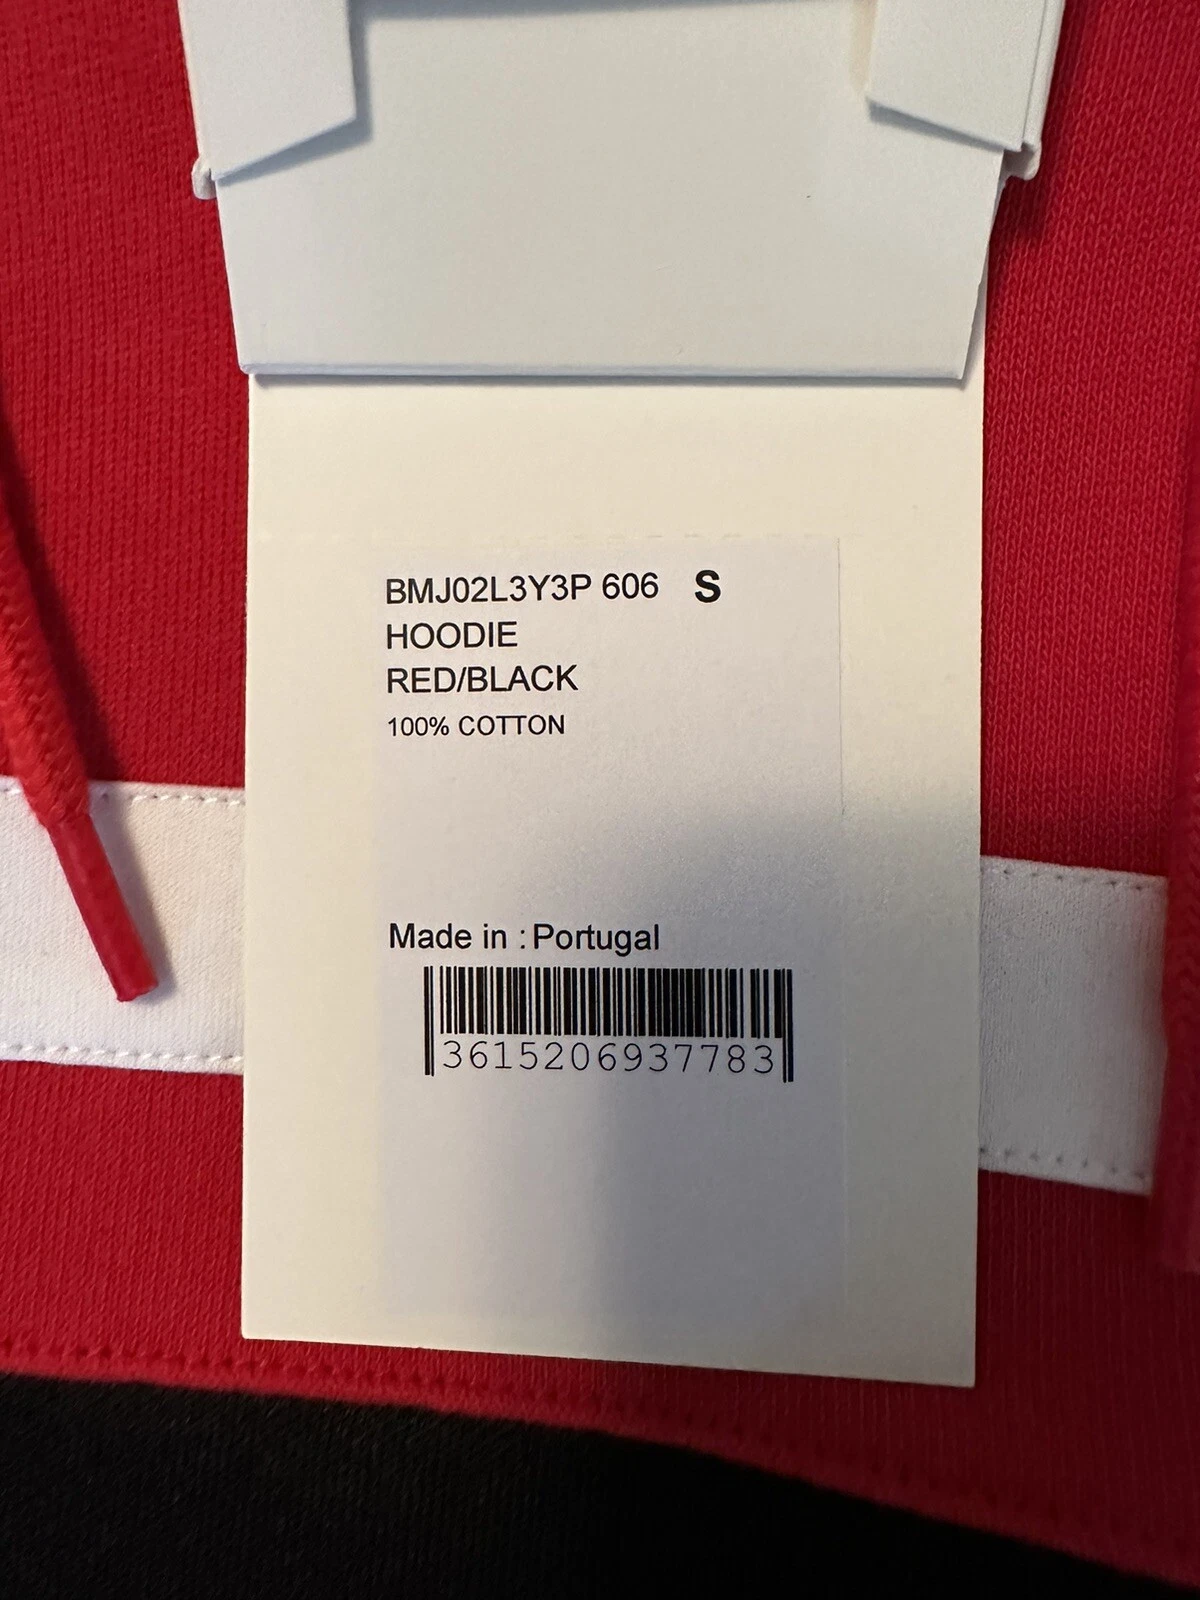 BMJ02L3Y3P 606 S
HOODIE
RED/BLACK
100% COTTON
Made in : Portugal
3615206937783